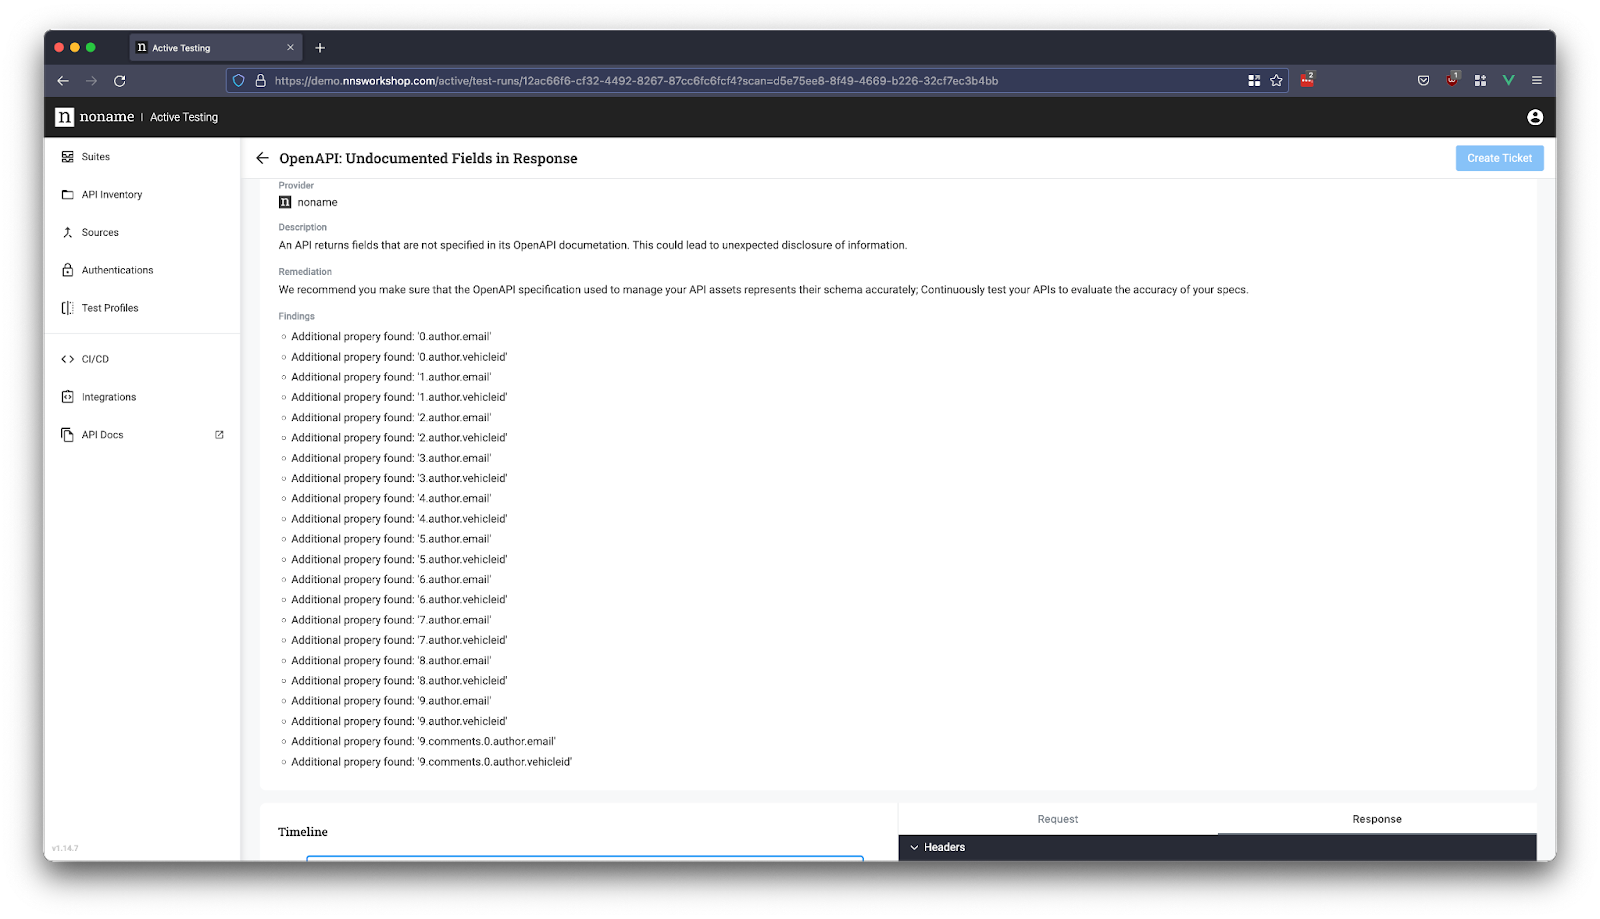 n Active Testing
https://demo.nnsworkshop.com/active/test-runs/12ac66f6-cf32-4492-8267-87cc6fc6fcf4?scan=d5e75ee8-8f49-4669-b226-32cf7ec3b4bb
2
1
n noname | Active Testing
Suites
API Inventory
Sources
Authentications
Test Profiles
CI/CD
Integrations
API Docs
v1.14.7
OpenAPI: Undocumented Fields in Response
Create Ticket
Provider
n noname
Description
An API returns fields that are not specified in its OpenAPI documetation. This could lead to unexpected disclosure of information.
Remediation
We recommend you make sure that the OpenAPI specification used to manage your API assets represents their schema accurately; Continuously test your APIs to evaluate the accuracy of your specs.
Findings
Additional propery found: '0.author.email'
Additional propery found: '0.author.vehicleid'
Additional propery found: '1.author.email'
Additional propery found: '1.author.vehicleid'
Additional propery found: '2.author.email'
Additional propery found: '2.author.vehicleid'
Additional propery found: '3.author.email'
Additional propery found: '3.author.vehicleid'
Additional propery found: '4.author.email'
Additional propery found: '4.author.vehicleid'
Additional propery found: '5.author.email'
Additional propery found: '5.author.vehicleid'
Additional propery found: '6.author.email'
Additional propery found: '6.author.vehicleid'
Additional propery found: '7.author.email'
Additional propery found: '7.author.vehicleid'
Additional propery found: '8.author.email'
Additional propery found: '8.author.vehicleid'
Additional propery found: '9.author.email'
Additional propery found: '9.author.vehicleid'
Additional propery found: '9.comments.0.author.email'
Additional propery found: '9.comments.0.author.vehicleid'
Timeline
Request
Response
Headers